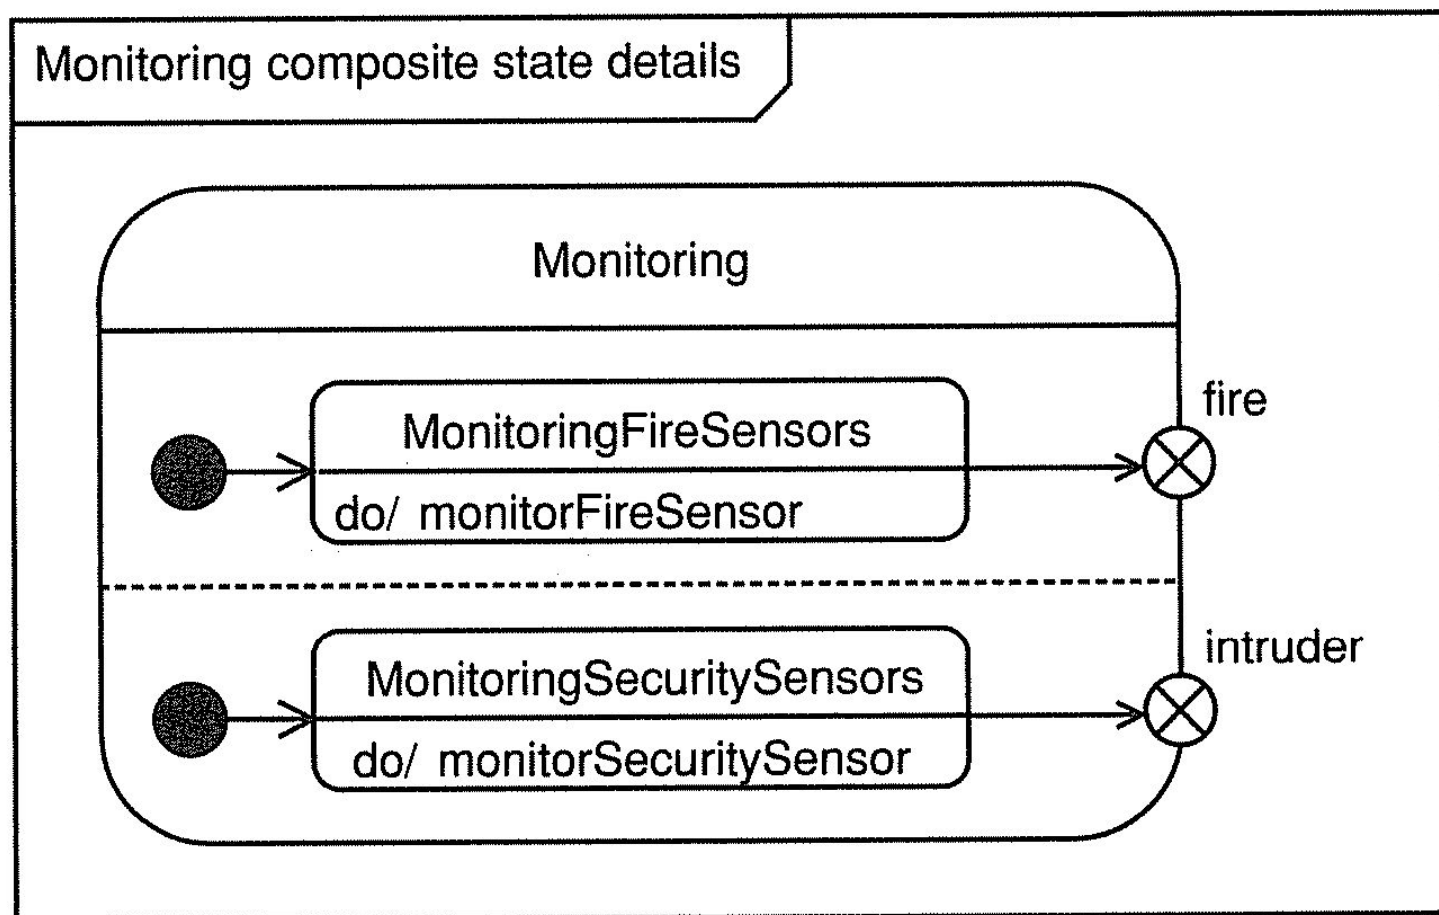 Monitoring composite state details
Monitoring
fire
MonitoringFireSensors
do/ monitorFireSensor
intruder
MonitoringSecuritySensors
do/ monitorSecuritySensor